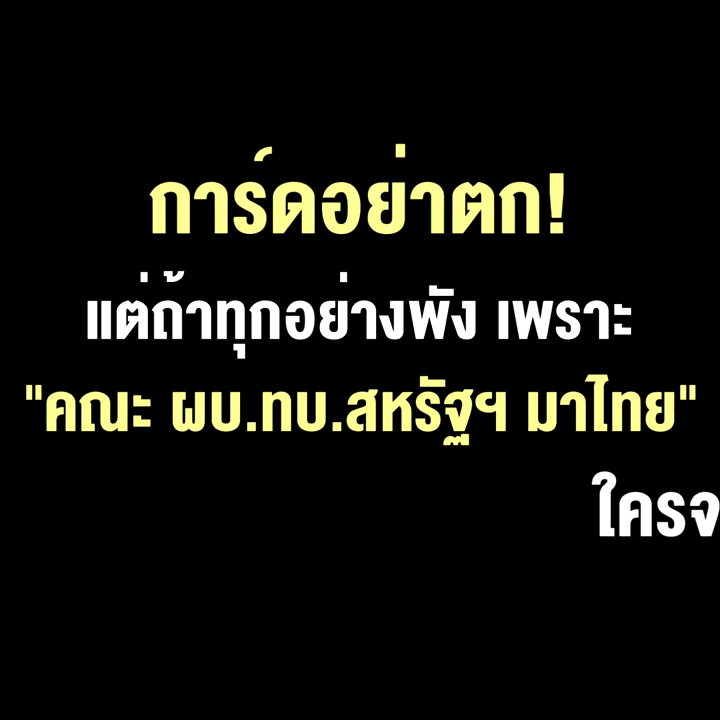 การ์ดอย่าตก!
แต่ถ้าทุกอย่างพัง เพราะ
"คณะ ผบ.ทบ.สหรัฐฯ มาไทย"
ใครจ